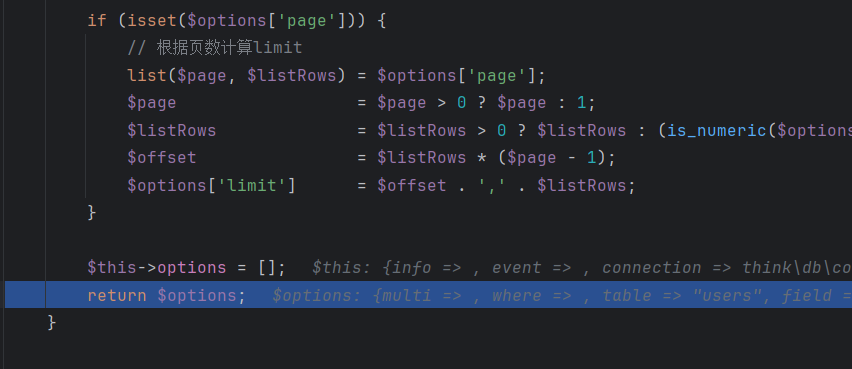 if (isset($options['page'])) {
// 根据页数计算limit
list($page, $listRows) = $options['page'];
$page = $page > 0 ? $page : 1;
$listRows = $listRows > 0 ? $listRows : (is_numeric($options
$offset = $listRows * ($page - 1);
$options['limit'] = $offset . ',' . $listRows;
}
$this->options = []; $this: {info => , event => , connection => think\db\co
return $options; $options: {multi => , where => , table => "users", field =
}